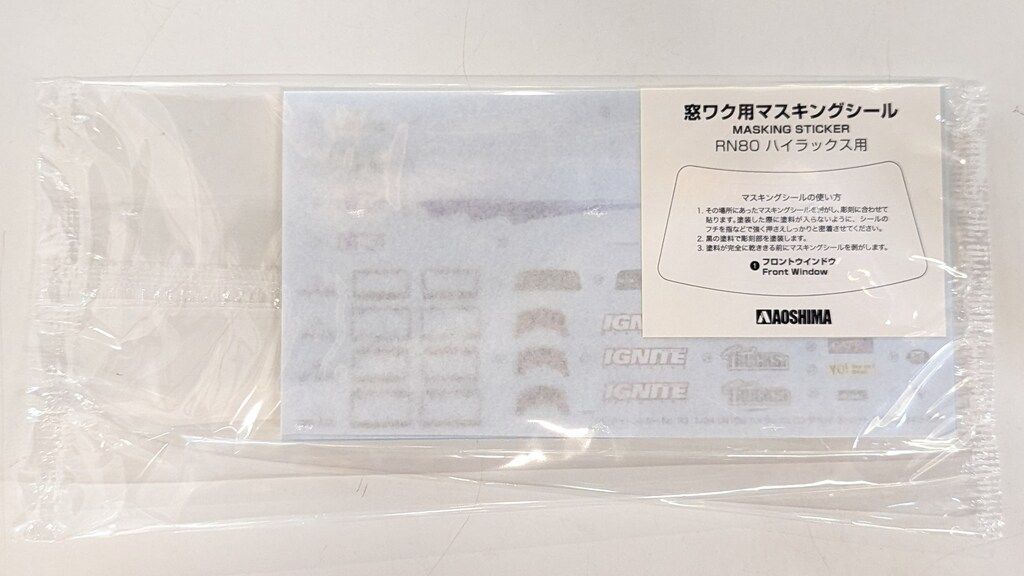 窓ワク用マスキングシール
MASKING STICKER
RN80 ハイラックス用
マスキングシールの使い方
1. その場所にあったマスキングシールを剥がし、彫刻に合わせて
貼ります。塗装した際に塗料が入らないように、シールの
フチを指などで強く押さえしっかりと密着させてください。
2. 黒の塗料で彫刻部を塗装します。
3. 塗料が完全に乾ききる前にマスキングシールを剥がします。
❶ フロントウインドウ
Front Window
AOSHIMA
IGN
IGNITE
IGNITE